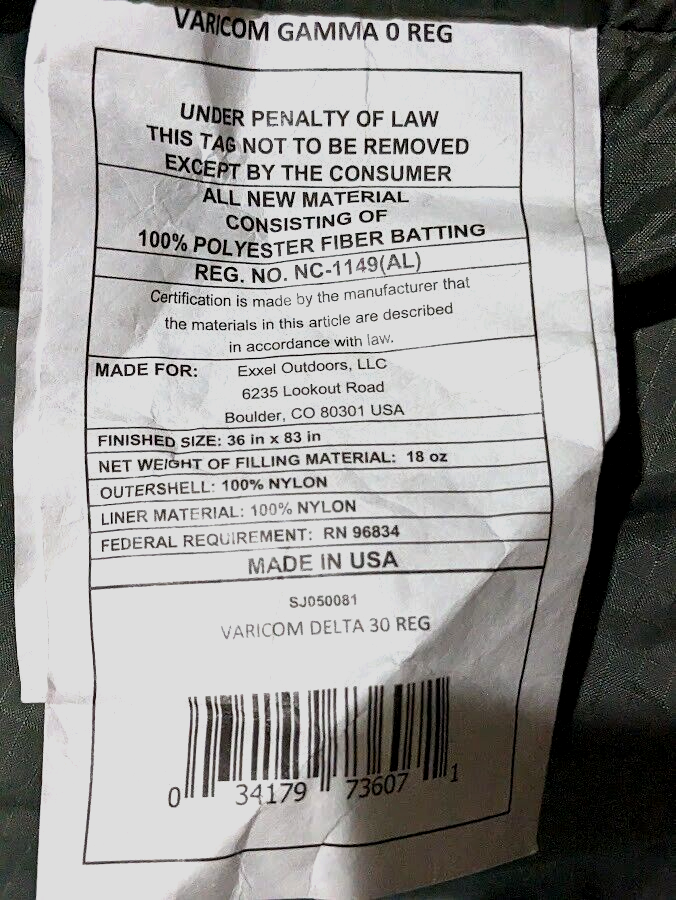 VARICOM GAMMA 0 REG
UNDER PENALTY OF LAW
THIS TAG NOT TO BE REMOVED
EXCEPT BY THE CONSUMER
ALL NEW MATERIAL
CONSISTING OF
100% POLYESTER FIBER BATTING
REG. NO. NC-1149(AL)
Certification is made by the manufacturer that
the materials in this article are described
in accordance with law.
MADE FOR: Exxel Outdoors, LLC
6235 Lookout Road
Boulder, CO 80301 USA
FINISHED SIZE: 36 in x 83 in
NET WEIGHT OF FILLING MATERIAL: 18 oz
OUTERSHELL: 100% NYLON
LINER MATERIAL: 100% NYLON
FEDERAL REQUIREMENT: RN 96834
MADE IN USA
SJ050081
VARICOM DELTA 30 REG
0 34179 73607 1